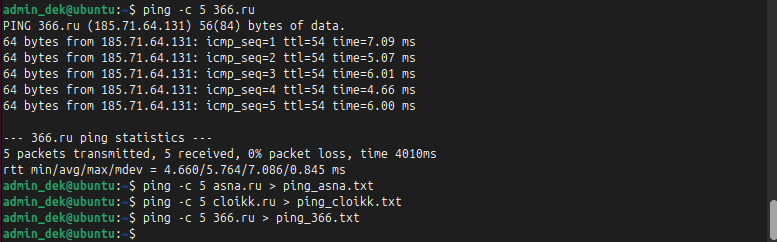 admin_dek@ubuntu:~$ ping -c 5 366.ru
PING 366.ru (185.71.64.131) 56(84) bytes of data.
64 bytes from 185.71.64.131: icmp_seq=1 ttl=54 time=7.09 ms
64 bytes from 185.71.64.131: icmp_seq=2 ttl=54 time=5.07 ms
64 bytes from 185.71.64.131: icmp_seq=3 ttl=54 time=6.01 ms
64 bytes from 185.71.64.131: icmp_seq=4 ttl=54 time=4.66 ms
64 bytes from 185.71.64.131: icmp_seq=5 ttl=54 time=6.00 ms

--- 366.ru ping statistics ---
5 packets transmitted, 5 received, 0% packet loss, time 4010ms
rtt min/avg/max/mdev = 4.660/5.764/7.086/0.845 ms
admin_dek@ubuntu:~$ ping -c 5 asna.ru > ping_asna.txt
admin_dek@ubuntu:~$ ping -c 5 cloikk.ru > ping_cloikk.txt
admin_dek@ubuntu:~$ ping -c 5 366.ru > ping_366.txt
admin_dek@ubuntu:~$